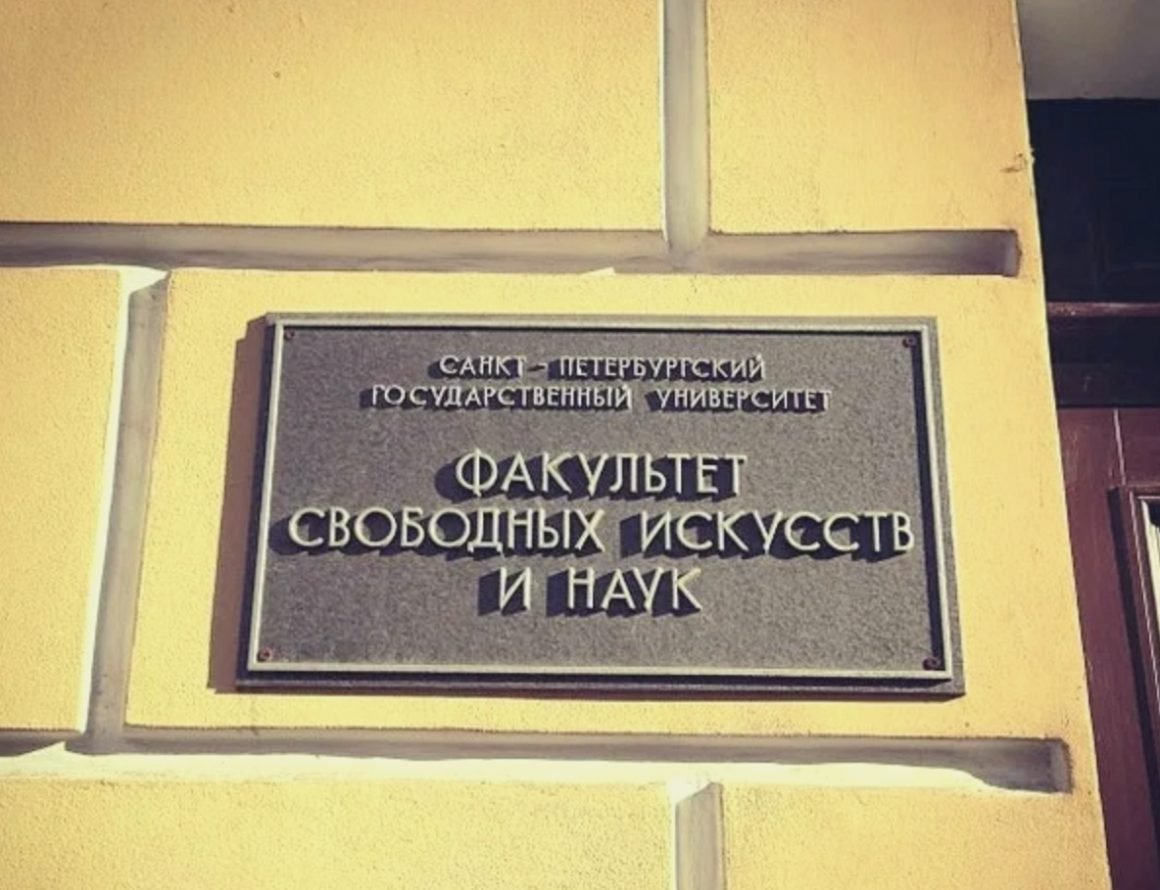 САНКТ - ПЕТЕРБУРГСКИЙ
ГОСУДАРСТВЕННЫЙ УНИВЕРСИТЕТ
ФАКУЛЬТЕТ
СВОБОДНЫХ ИСКУССТВ
И НАУК